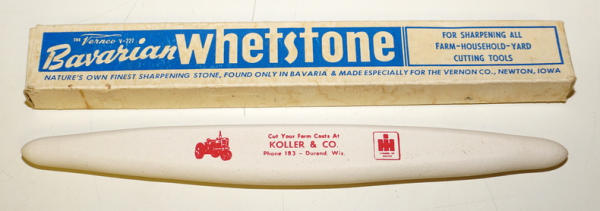 THE Vernco V-777
Bavarian Whetstone
FOR SHARPENING ALL
FARM-HOUSEHOLD-YARD
CUTTING TOOLS
NATURE'S OWN FINEST SHARPENING STONE, FOUND ONLY IN BAVARIA & MADE ESPECIALLY FOR THE VERNON CO., NEWTON, IOWA
Cut Your Farm Costs At
KOLLER & CO.
Phone 183 - Durand, Wis.
IH